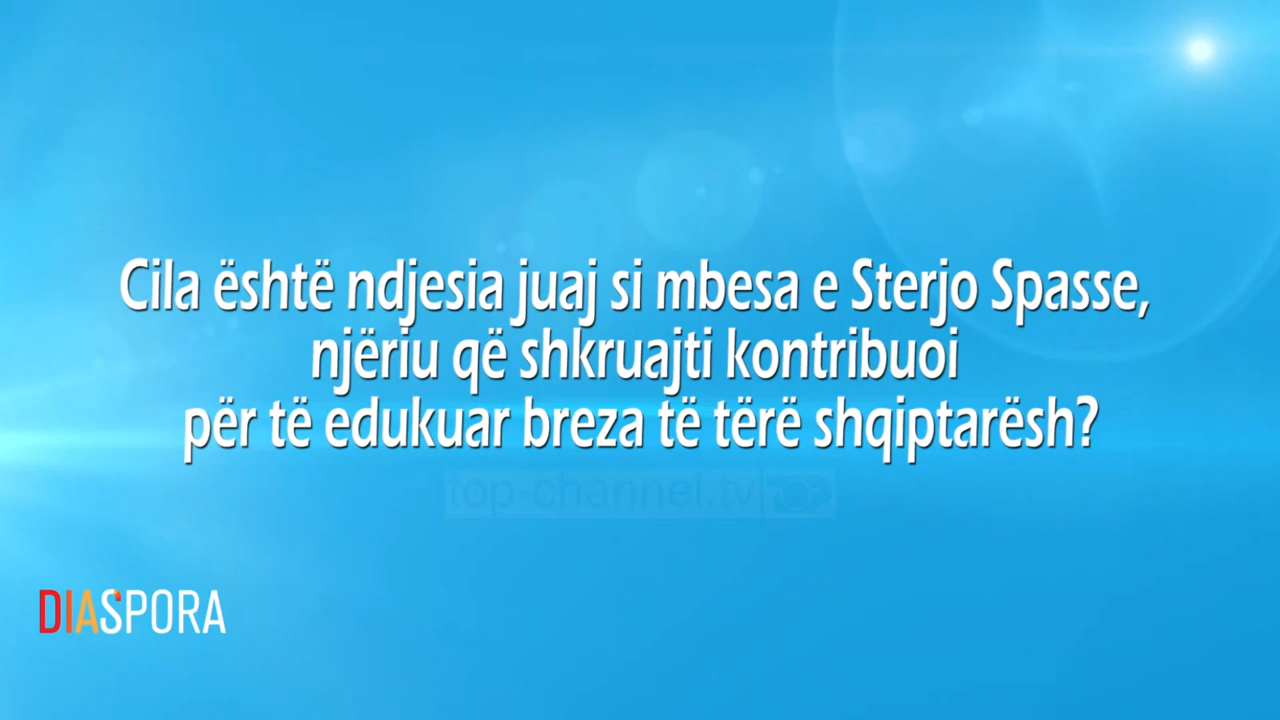 Cila është ndjesia juaj si mbesa e Sterjo Spasse,
njëriu që shkruajti kontribuoi
për të edukuar breza të tërë shqiptarësh?
top-channel.tv TOP
DIASPORA